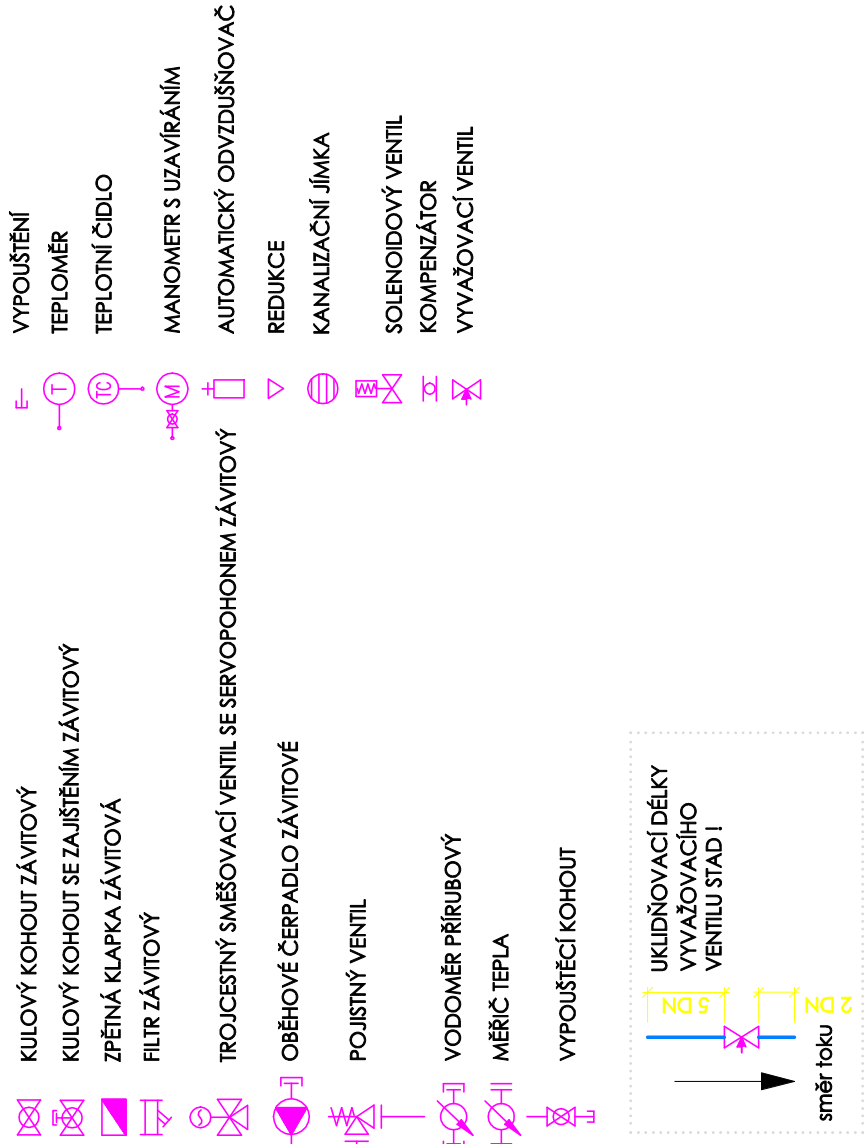 KULOVÝ KOHOUT ZÁVITOVÝ
KULOVÝ KOHOUT SE ZAJIŠTĚNÍM ZÁVITOVÝ
ZPĚTNÁ KLAPKA ZÁVITOVÁ
FILTR ZÁVITOVÝ
TROJCESTNÝ SMĚŠOVACÍ VENTIL SE SERVOPOHONEM ZÁVITOVÝ
OBĚHOVÉ ČERPADLO ZÁVITOVÉ
POJISTNÝ VENTIL
VODOMĚR PŘÍRUBOVÝ
MĚŘIČ TEPLA
VYPOUŠTĚCÍ KOHOUT
VYPOUŠTĚNÍ
T TEPLOMĚR
TC TEPLOTNÍ ČIDLO
M MANOMETR S UZAVÍRÁNÍM
AUTOMATICKÝ ODVZDUŠŇOVAČ
REDUKCE
KANALIZAČNÍ JÍMKA
SOLENOIDOVÝ VENTIL
KOMPENZÁTOR
VYVAŽOVACÍ VENTIL
UKLIDŇOVACÍ DÉLKY
VYVAŽOVACÍHO
VENTILU STAD !
5 DN
2 DN
směr toku